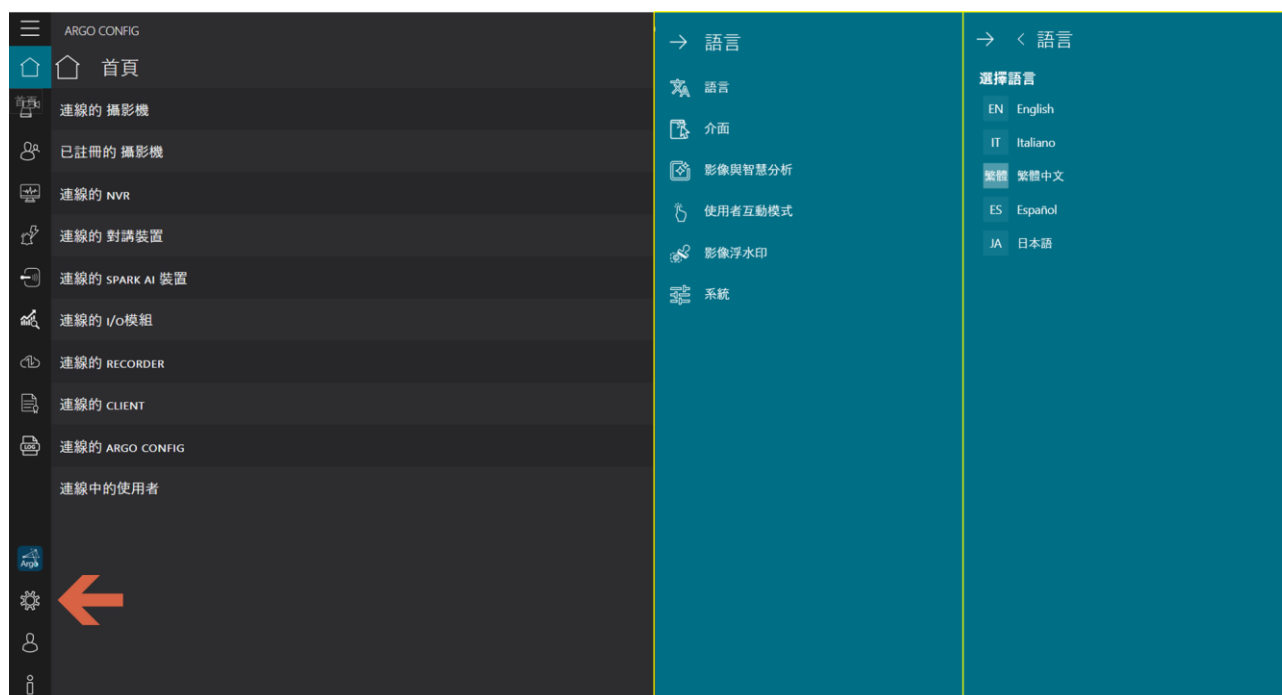 ARGO CONFIG
首頁
首頁
連線的 攝影機
已註冊的 攝影機
連線的 NVR
連線的 對講裝置
連線的 SPARK AI 裝置
連線的 I/O模組
連線的 RECORDER
連線的 CLIENT
LOG
連線的 ARGO CONFIG
連線中的使用者
Argo
語言
語言
介面
影像與智慧分析
使用者互動模式
影像浮水印
系統
語言
選擇語言
EN English
IT Italiano
繁體 繁體中文
ES Español
JA 日本語